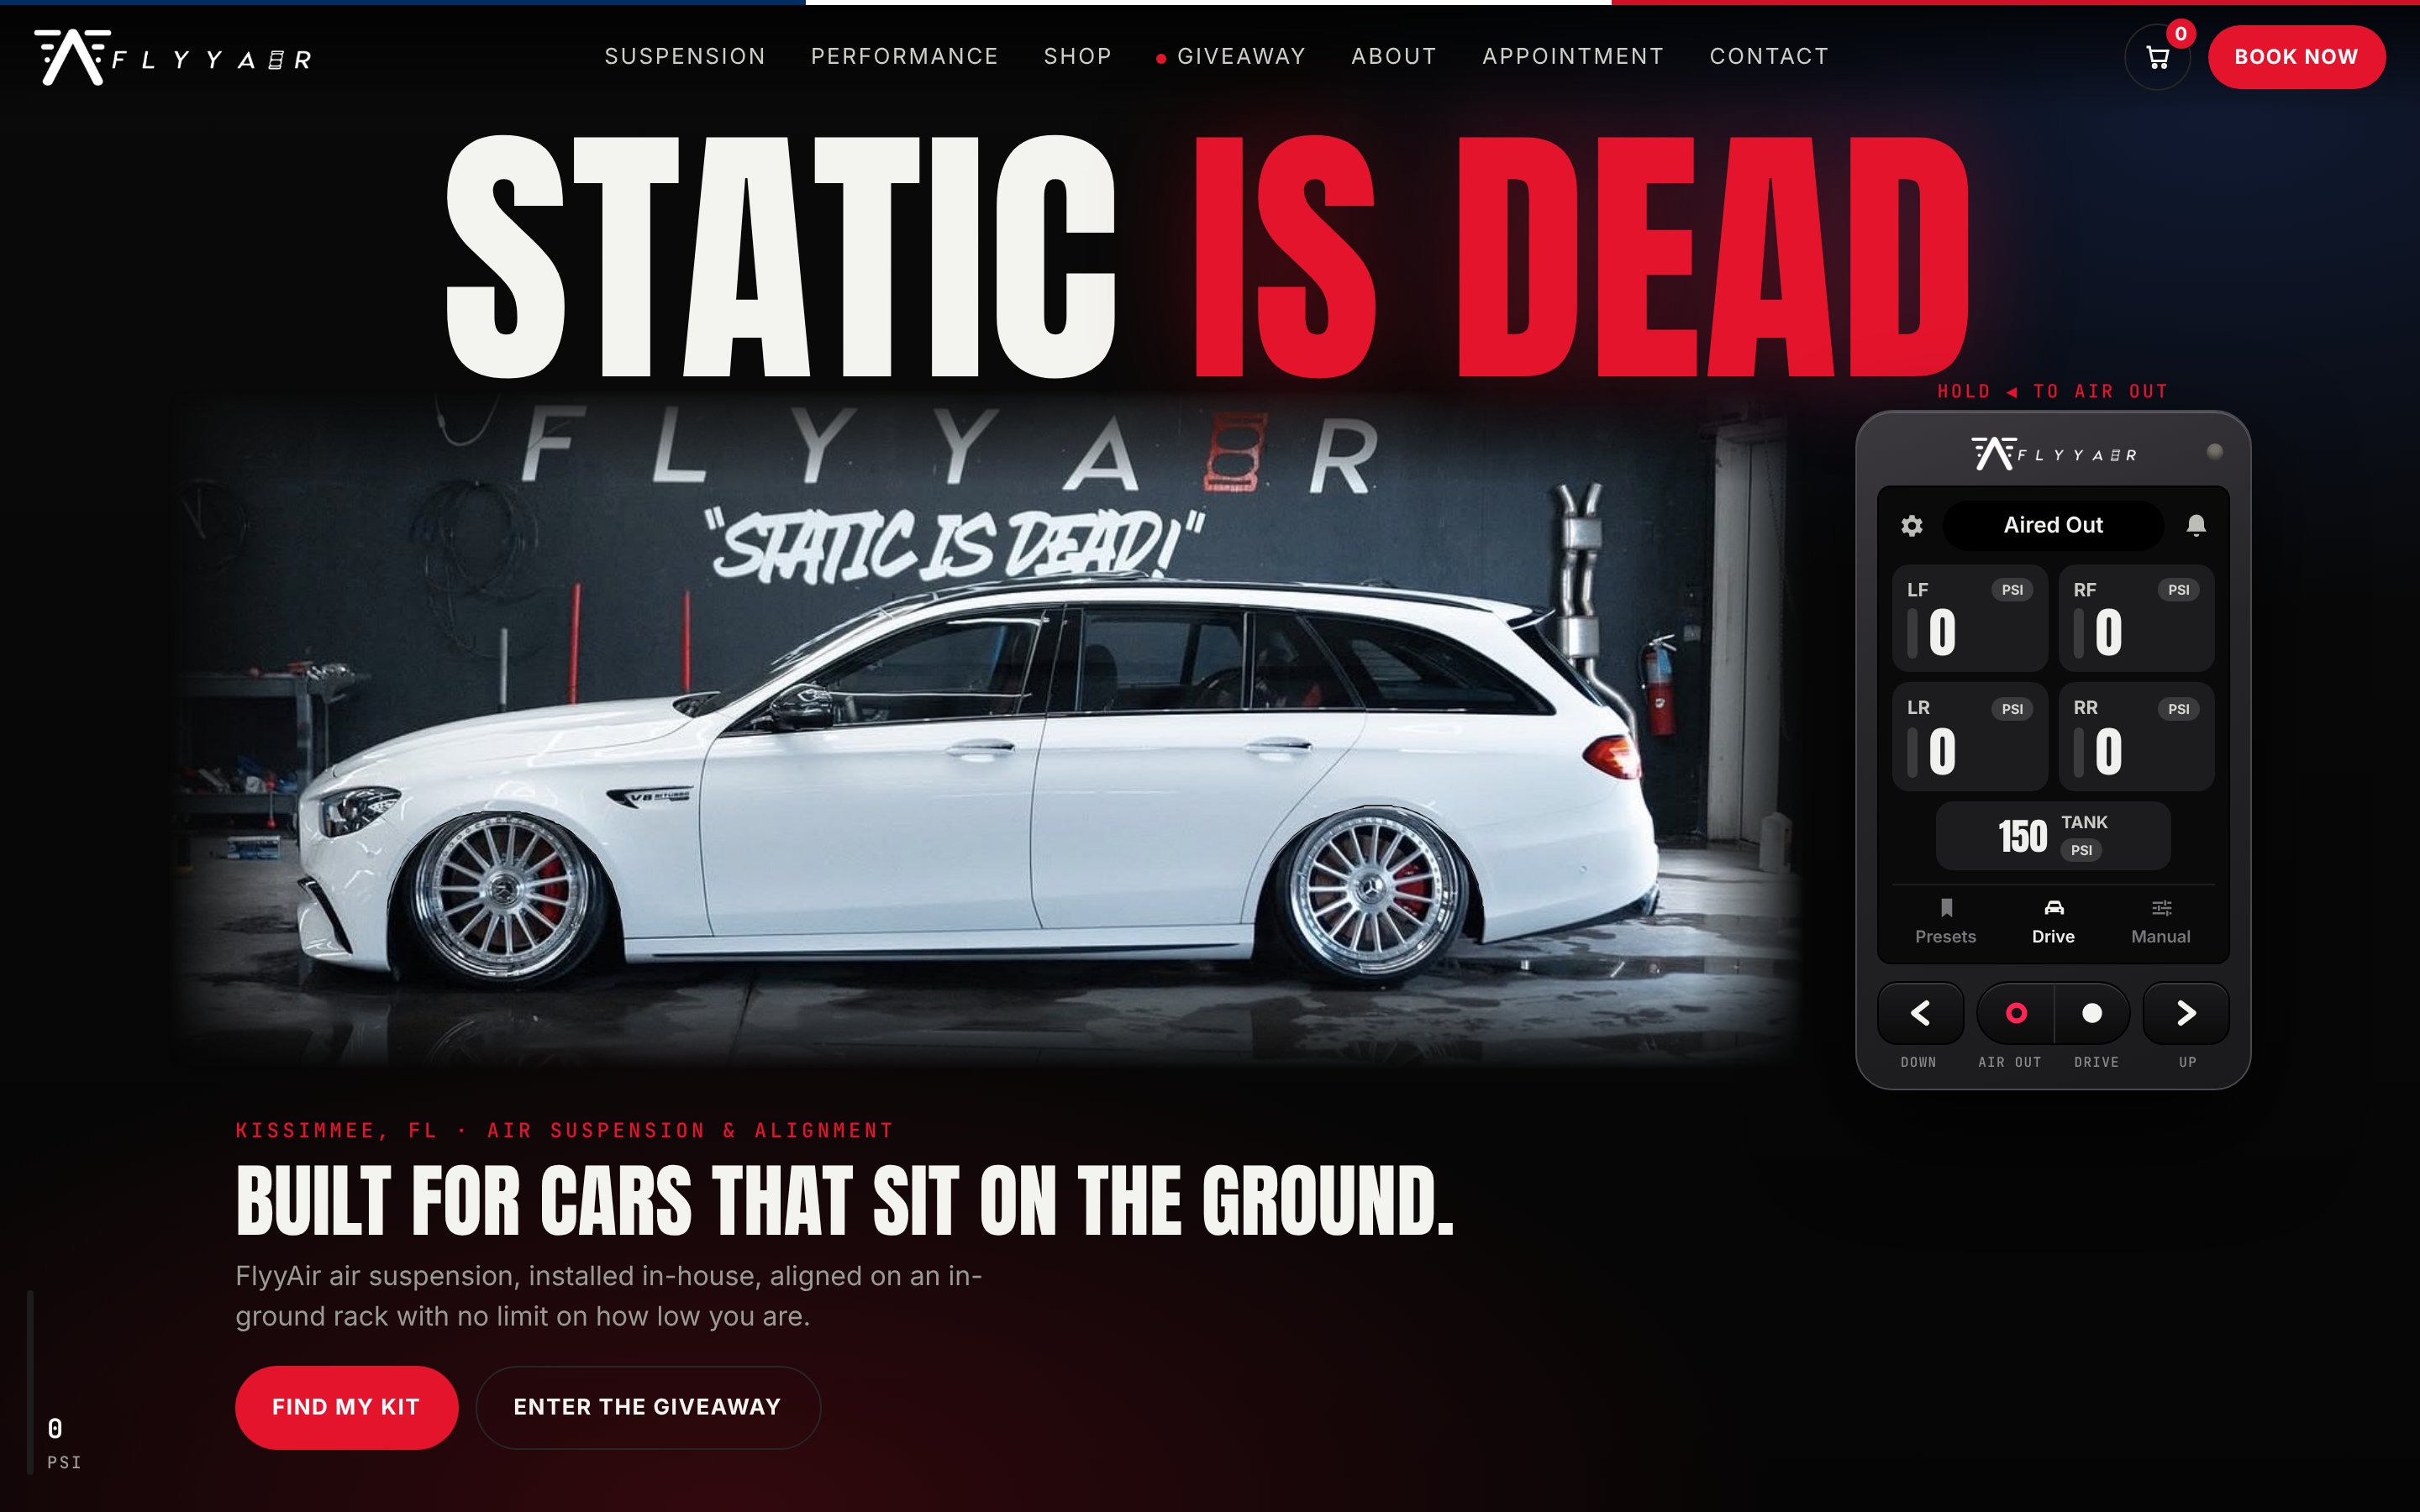 FLYYAIR
SUSPENSION PERFORMANCE SHOP GIVEAWAY ABOUT APPOINTMENT CONTACT
0
BOOK NOW
STATIC IS DEAD
FLYYAIR
"STATIC IS DEAD!"
V8 BITURBO
HOLD ◀ TO AIR OUT
FLYYAIR
Aired Out
LF PSI
0
RF PSI
0
LR PSI
0
RR PSI
0
150 TANK
PSI
Presets Drive Manual
DOWN AIR OUT DRIVE UP
KISSIMMEE, FL · AIR SUSPENSION & ALIGNMENT
BUILT FOR CARS THAT SIT ON THE GROUND.
FlyyAir air suspension, installed in-house, aligned on an in-
ground rack with no limit on how low you are.
FIND MY KIT
ENTER THE GIVEAWAY
0
PSI